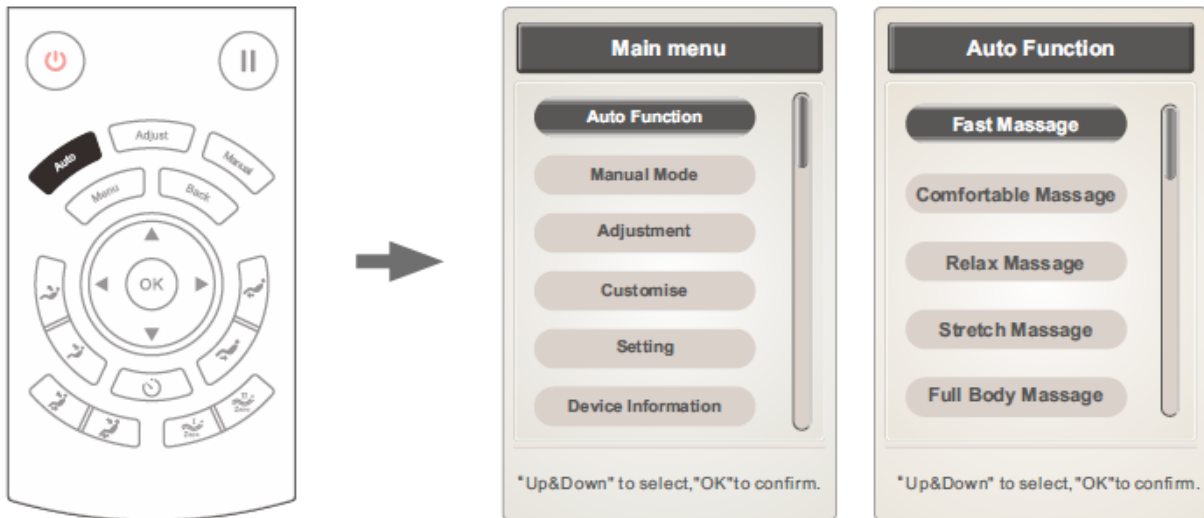 Adjust
Auto
Manual
Menu
Back
OK
II
Zero
I
Zero
Main menu
Auto Function
Manual Mode
Adjustment
Customise
Setting
Device Information
"Up&Down" to select,"OK"to confirm.
Auto Function
Fast Massage
Comfortable Massage
Relax Massage
Stretch Massage
Full Body Massage
"Up&Down" to select,"OK"to confirm.